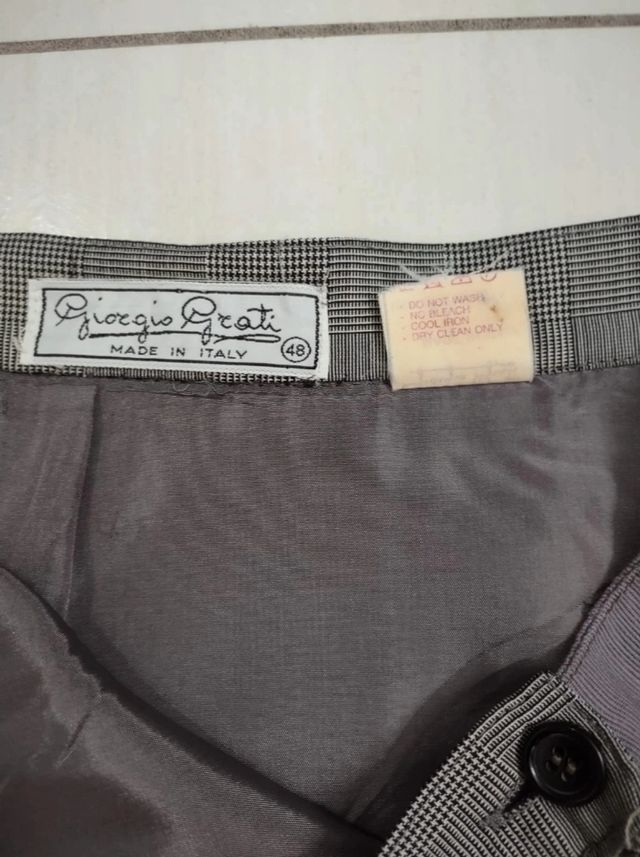 Giorgio Grati
MADE IN ITALY 48
- DO NOT WASH
- NO BLEACH
- COOL IRON
- DRY CLEAN ONLY